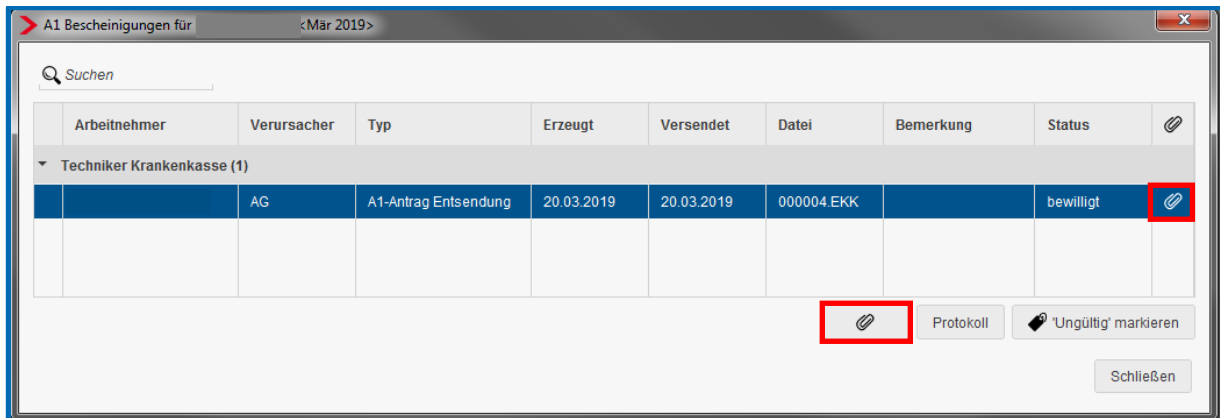 A1 Bescheinigungen für <Mär 2019>
Suchen
Arbeitnehmer Verursacher Typ Erzeugt Versendet Datei Bemerkung Status
Techniker Krankenkasse (1)
AG A1-Antrag Entsendung 20.03.2019 20.03.2019 000004.EKK bewilligt
Protokoll 'Ungültig' markieren
Schließen